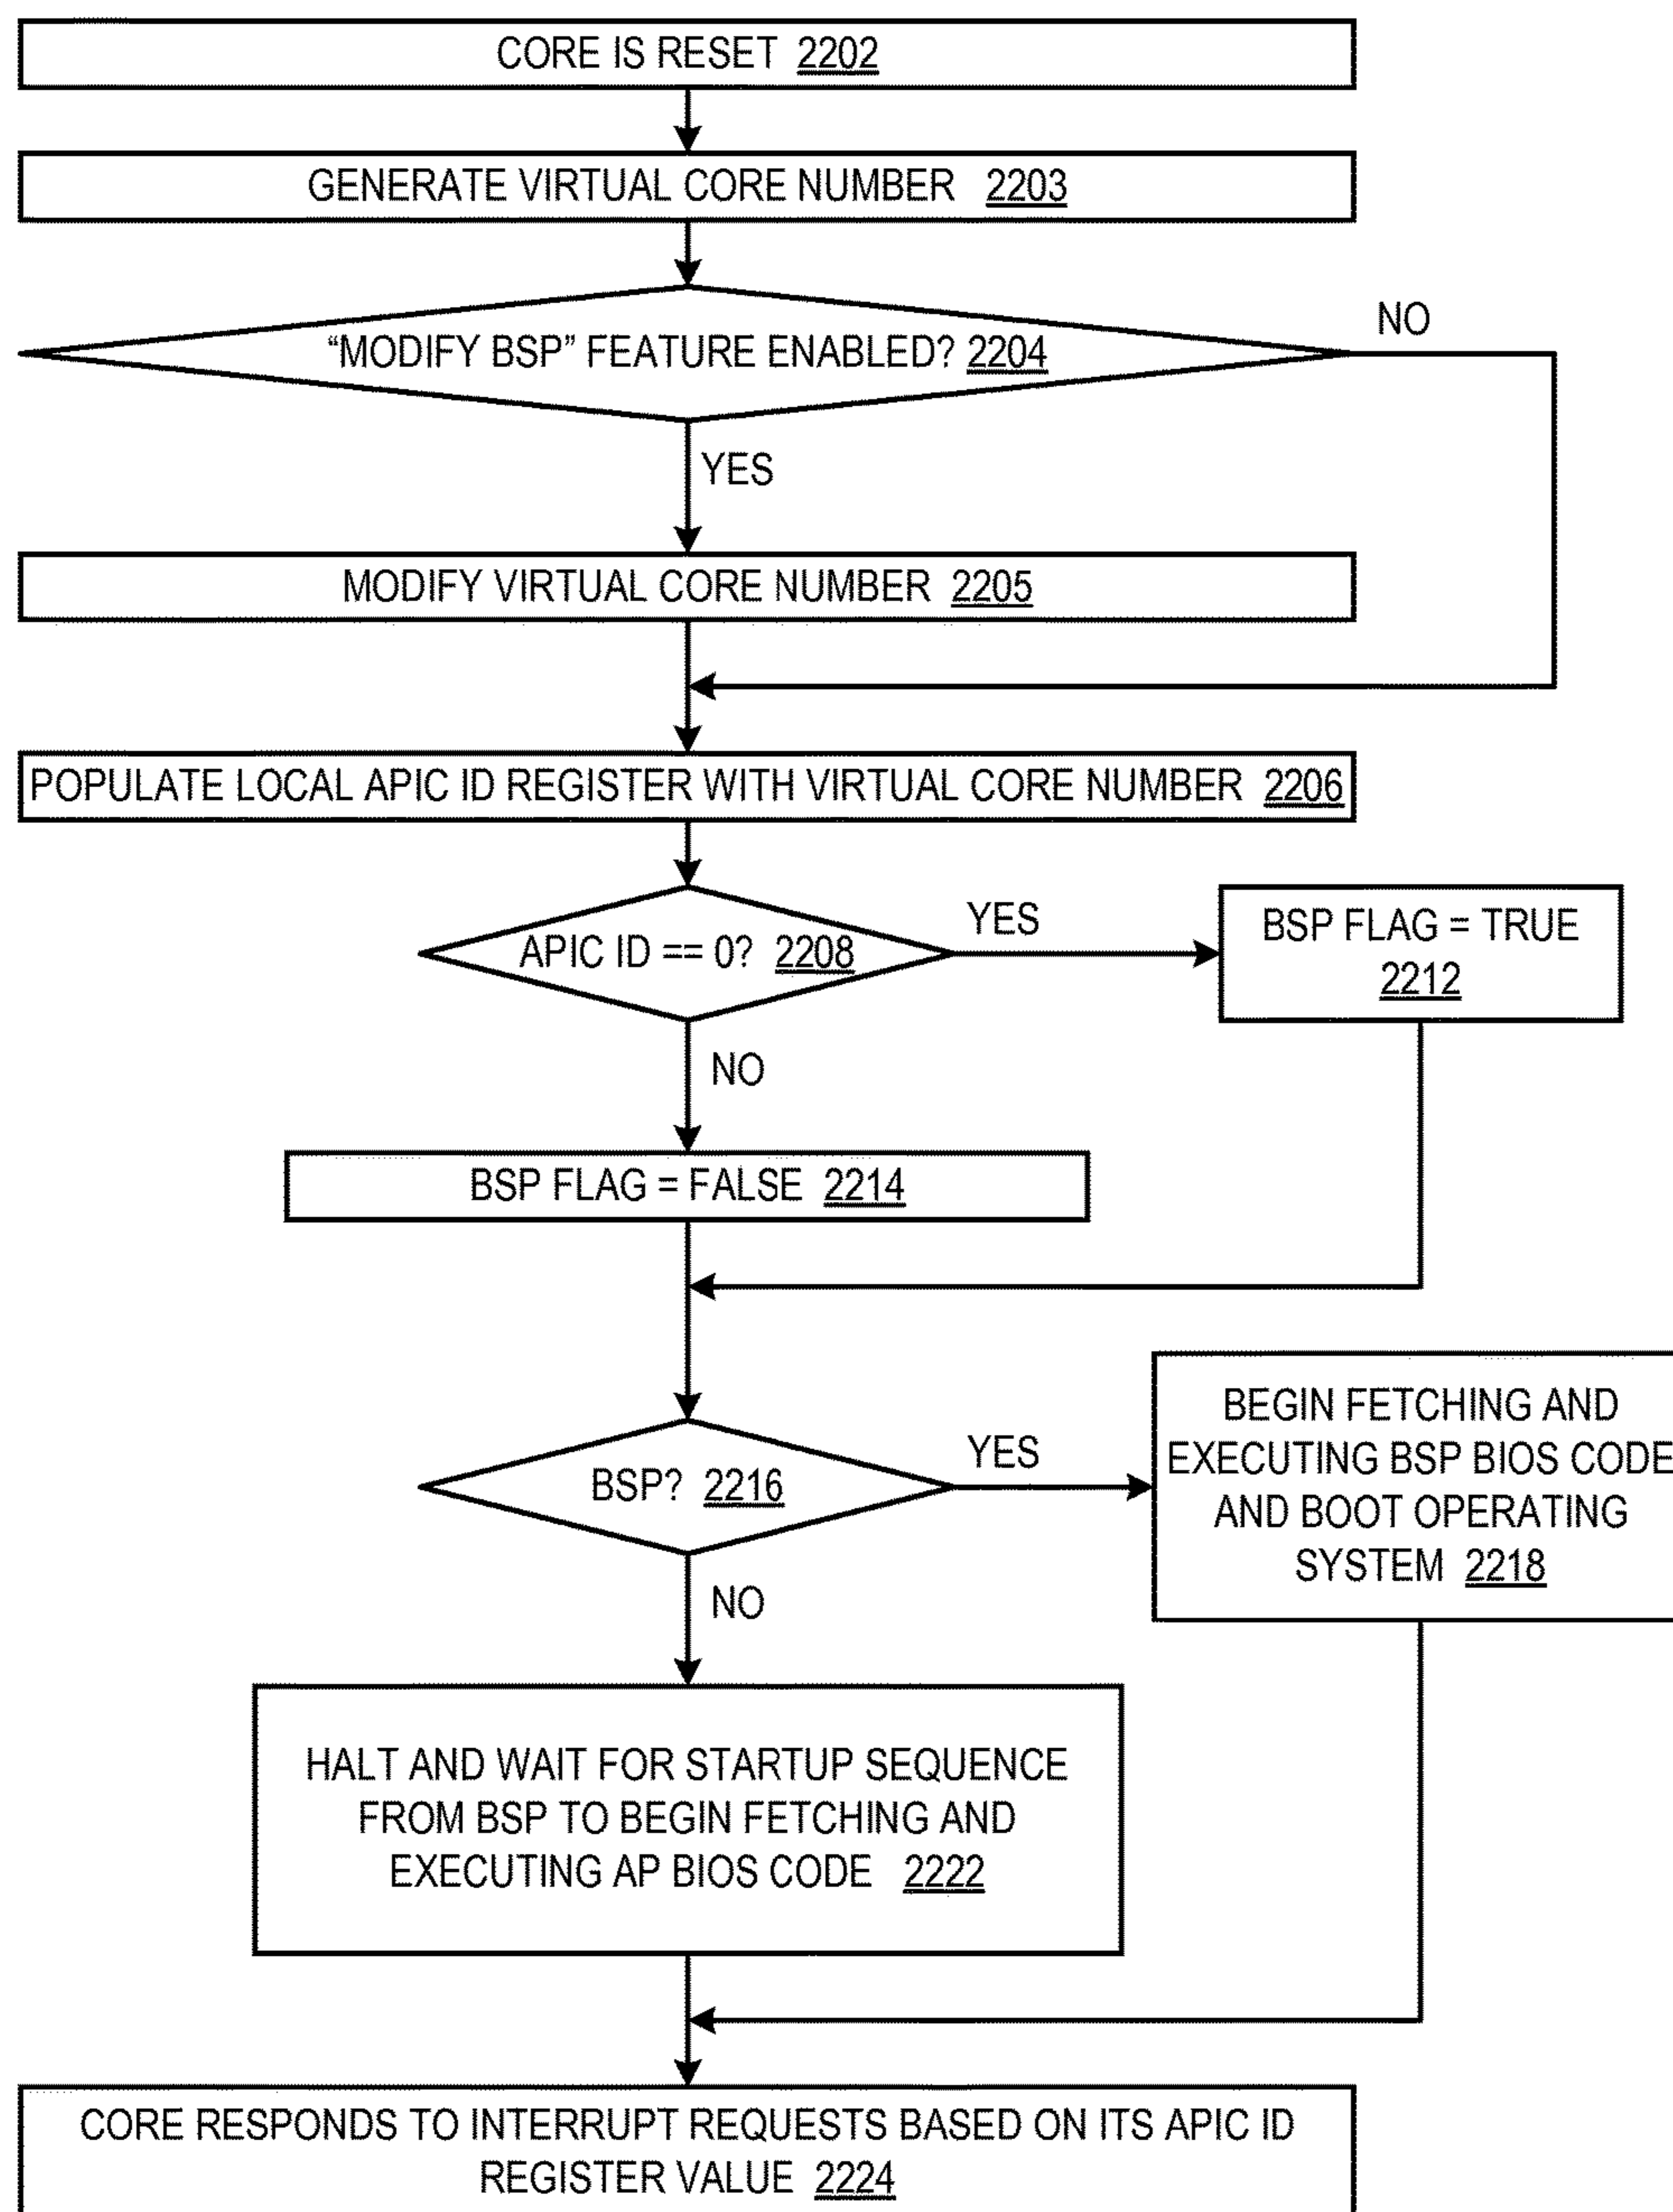 CORE IS RESET 2202
GENERATE VIRTUAL CORE NUMBER 2203
“MODIFY BSP” FEATURE ENABLED? 2204
NO
YES
MODIFY VIRTUAL CORE NUMBER 2205
POPULATE LOCAL APIC ID REGISTER WITH VIRTUAL CORE NUMBER 2206
APIC ID == 0? 2208
YES
BSP FLAG = TRUE
2212
NO
BSP FLAG = FALSE 2214
BSP? 2216
YES
BEGIN FETCHING AND
EXECUTING BSP BIOS CODE
AND BOOT OPERATING
SYSTEM 2218
NO
HALT AND WAIT FOR STARTUP SEQUENCE
FROM BSP TO BEGIN FETCHING AND
EXECUTING AP BIOS CODE 2222
CORE RESPONDS TO INTERRUPT REQUESTS BASED ON ITS APIC ID
REGISTER VALUE 2224